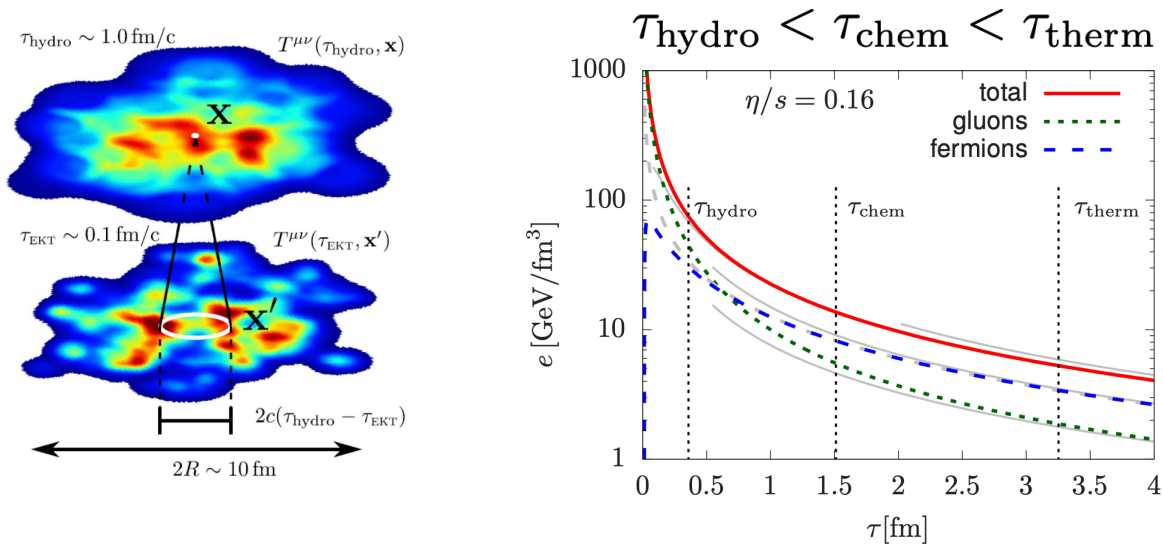 τhydro ∼ 1.0 fm/c
Tμν(τhydro, x)
x
τEKT ∼ 0.1 fm/c
Tμν(τEKT, x′)
x′
2c(τhydro − τEKT)
2R ∼ 10 fm
τhydro < τchem < τtherm
η/s = 0.16
total
gluons
fermions
τhydro
τchem
τtherm
e [GeV/fm³]
1000
100
10
1
0 0.5 1 1.5 2 2.5 3 3.5 4
τ[fm]